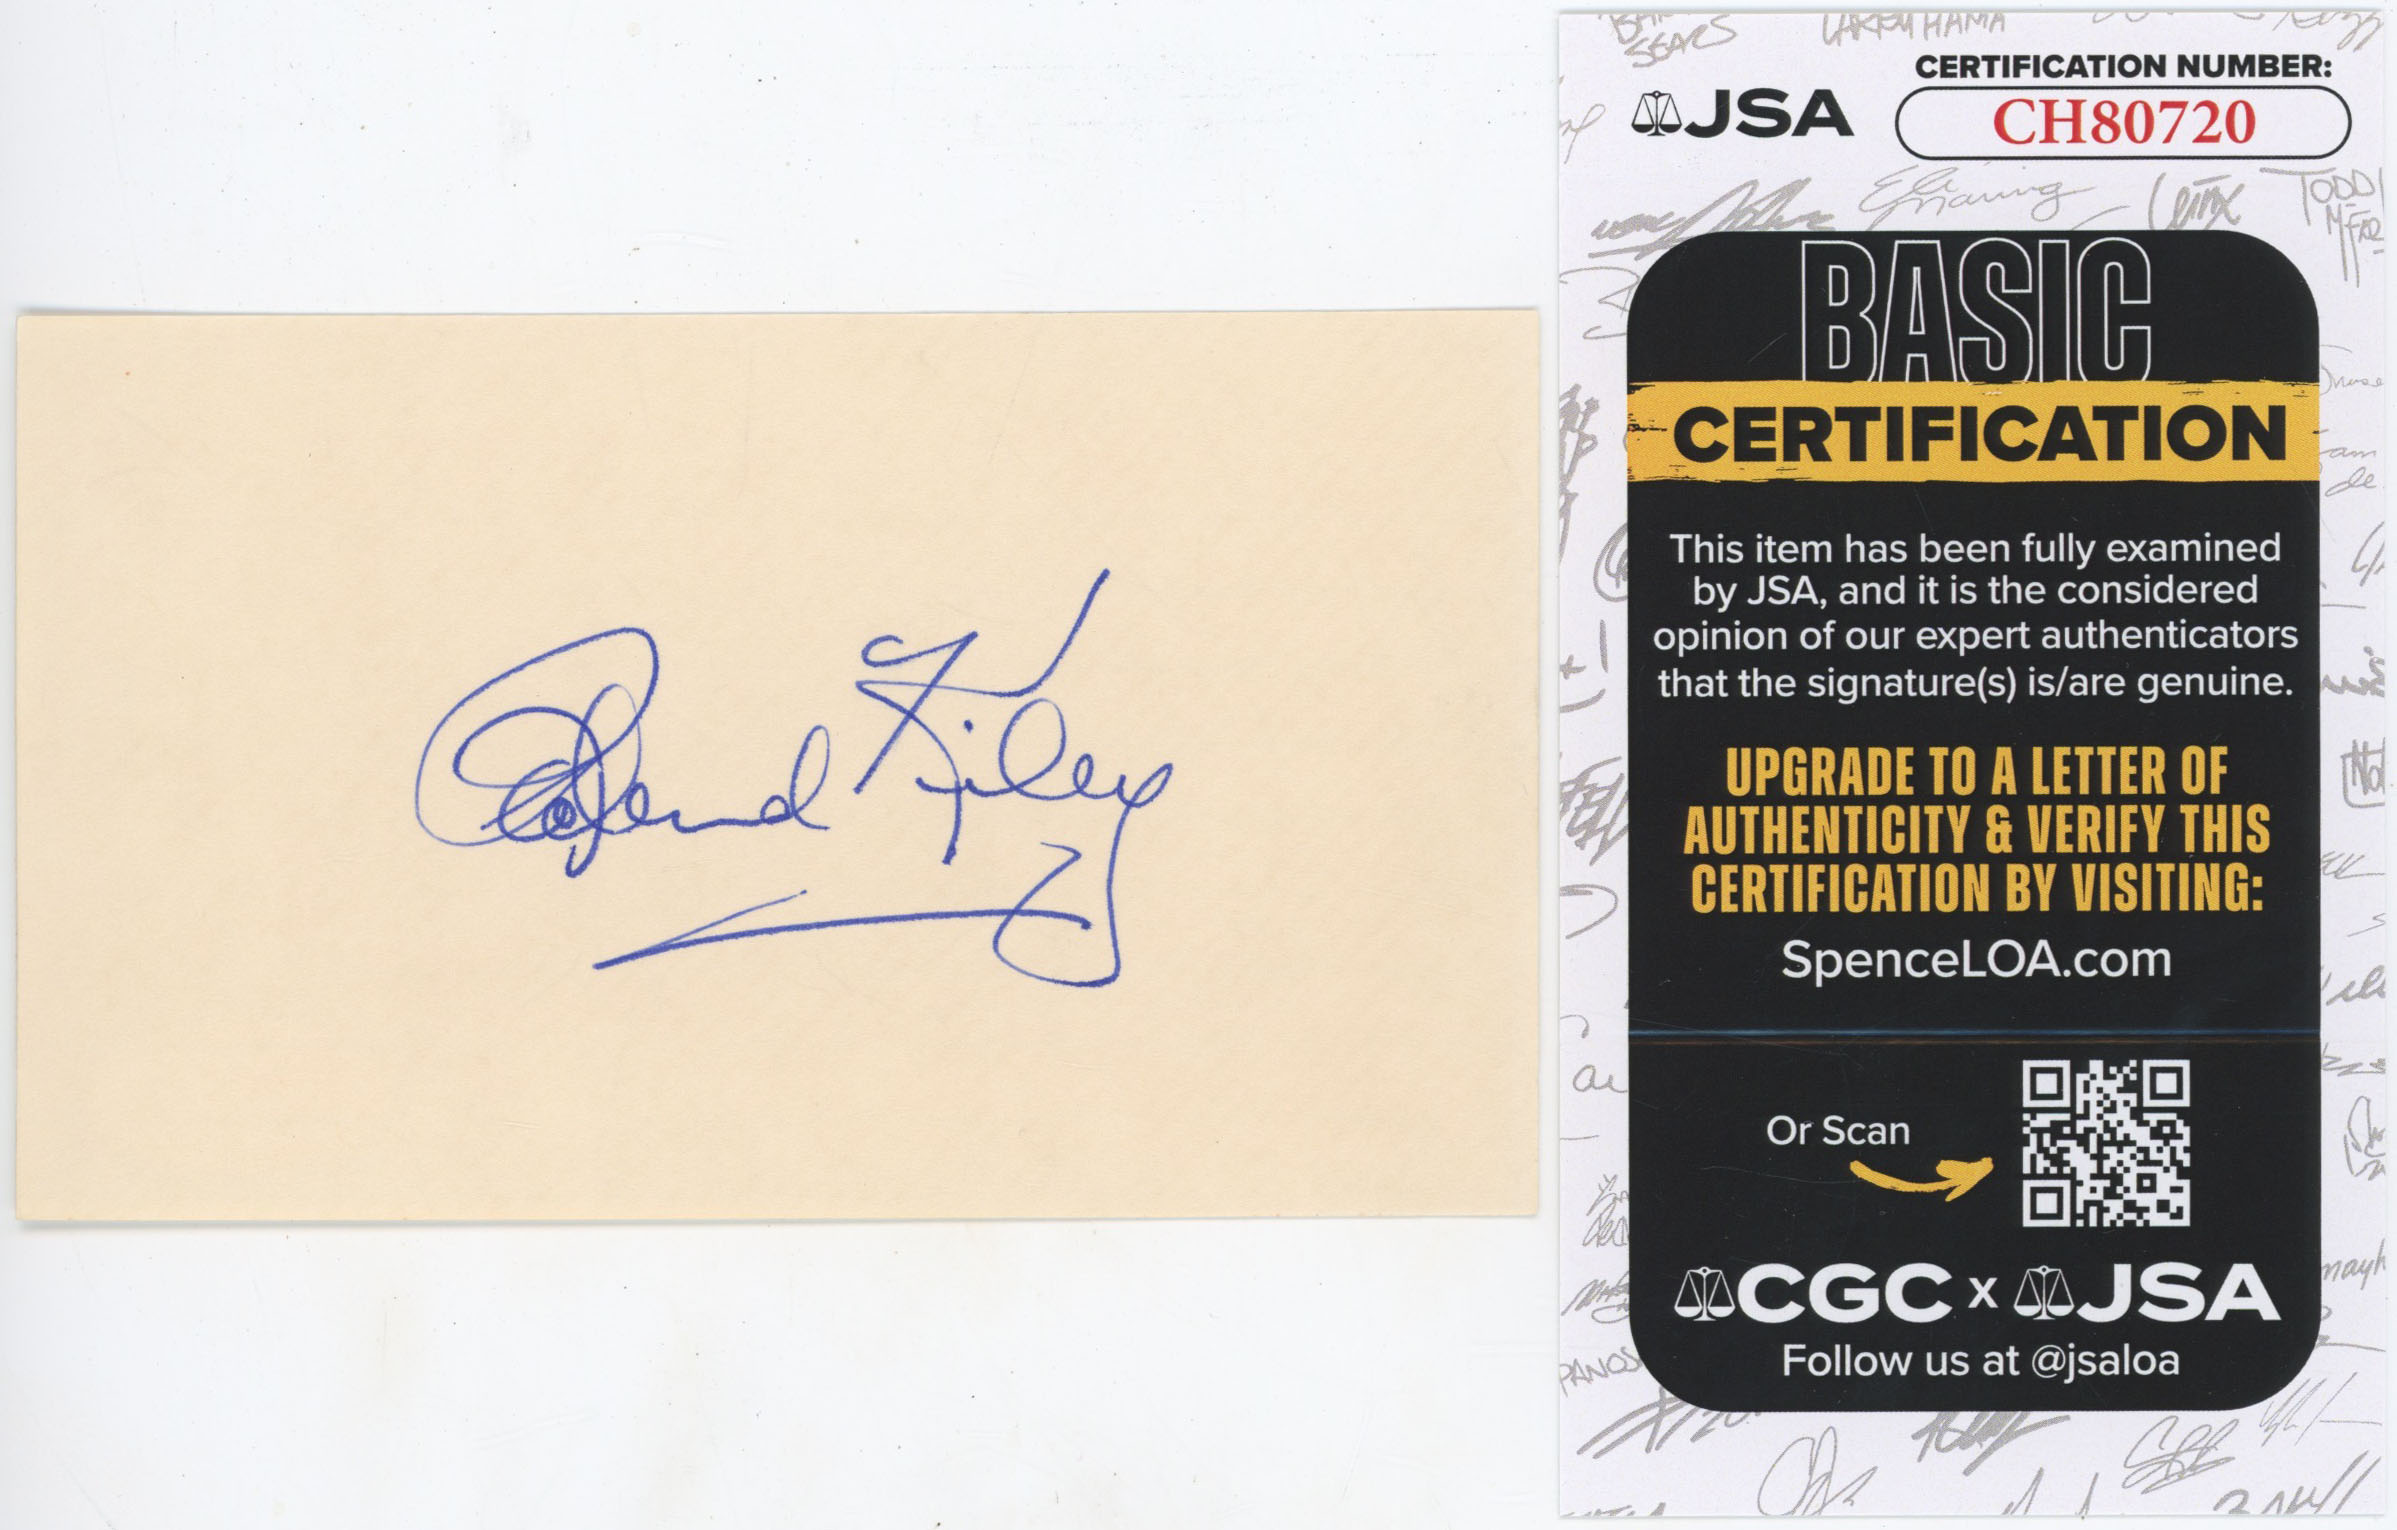 Richard Kiley
JSA
CERTIFICATION NUMBER:
CH80720
BASIC
CERTIFICATION
This item has been fully examined
by JSA, and it is the considered
opinion of our expert authenticators
that the signature(s) is/are genuine.
UPGRADE TO A LETTER OF
AUTHENTICITY & VERIFY THIS
CERTIFICATION BY VISITING:
SpenceLOA.com
Or Scan
CGC x JSA
Follow us at @jsaloa